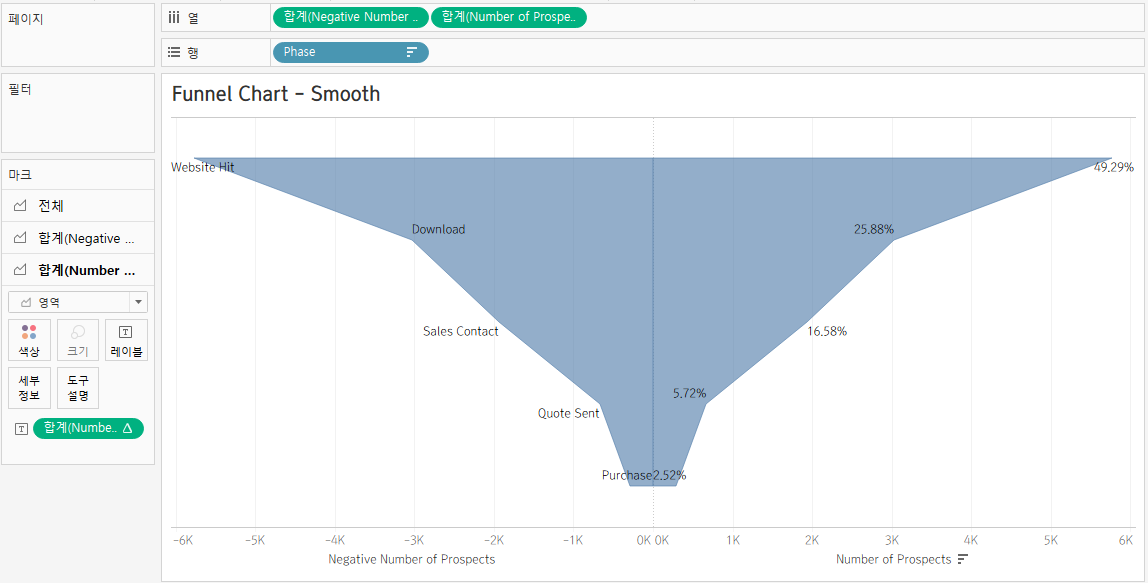 페이지
열
합계(Negative Number ..
합계(Number of Prospe..
행
Phase
필터
Funnel Chart - Smooth
마크
전체
합계(Negative ...
합계(Number ...
영역
색상
크기
레이블
세부
정보
도구
설명
합계(Numbe..
Website Hit
49.29%
Download
25.88%
Sales Contact
16.58%
Quote Sent
5.72%
Purchase
2.52%
-6K -5K -4K -3K -2K -1K 0K 0K 1K 2K 3K 4K 5K 6K
Negative Number of Prospects
Number of Prospects